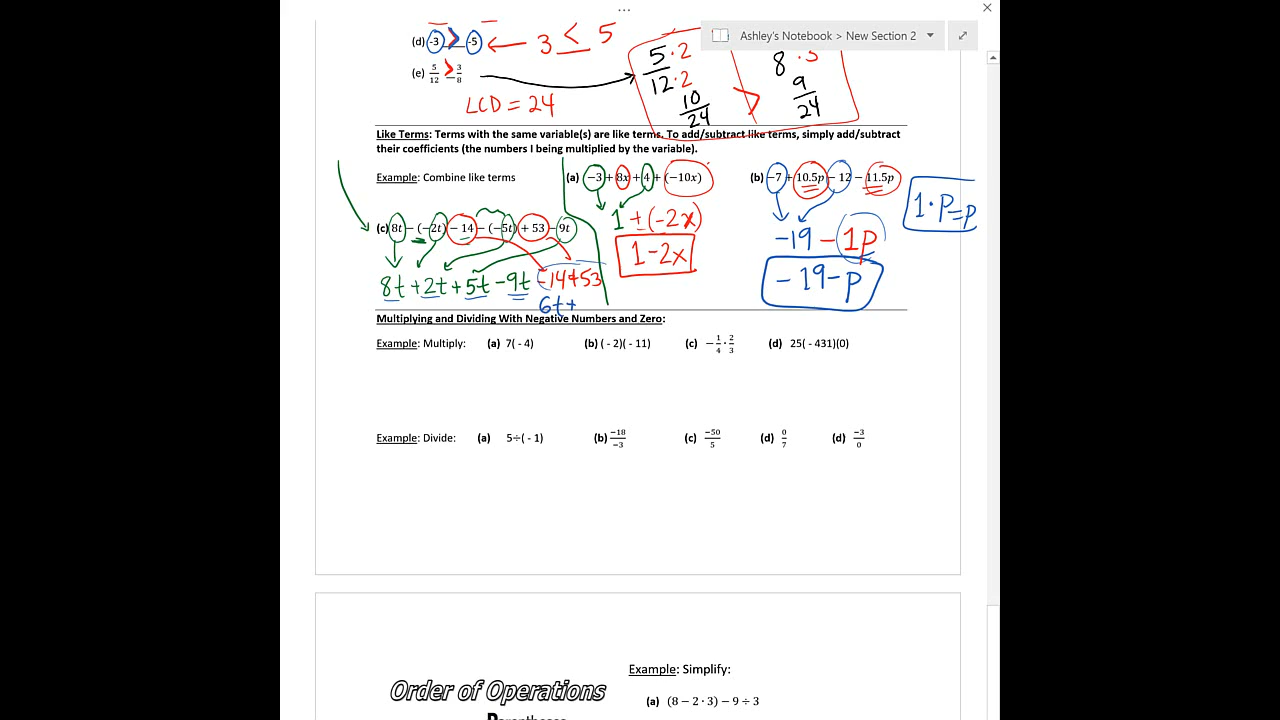 ...
Ashley's Notebook > New Section 2
(d) -3 > -5 ← 3 < 5
(e) 5/12 > 3/8
LCD = 24
5·2
12·2
10
24
>
8 ·3
9
24
Like Terms: Terms with the same variable(s) are like terms. To add/subtract like terms, simply add/subtract
their coefficients (the numbers I being multiplied by the variable).
Example: Combine like terms (a) −3 + 8x + 4 + (−10x) (b) −7 + 10.5p − 12 − 11.5p
1 + (-2x)
1-2x
-19 - 1p
-19-p
1·p=p
(c) 8t − (−2t) − 14 − (−5t) + 53 − 9t
8t + 2t + 5t - 9t -14+53
6t+
Multiplying and Dividing With Negative Numbers and Zero:
Example: Multiply: (a) 7( - 4) (b) ( - 2)( - 11) (c) −1/4 · 2/3 (d) 25( - 431)(0)
Example: Divide: (a) 5÷( - 1) (b) −18/−3 (c) −50/5 (d) 0/7 (d) −3/0
Example: Simplify:
Order of Operations
(a) (8 − 2 · 3) − 9 ÷ 3